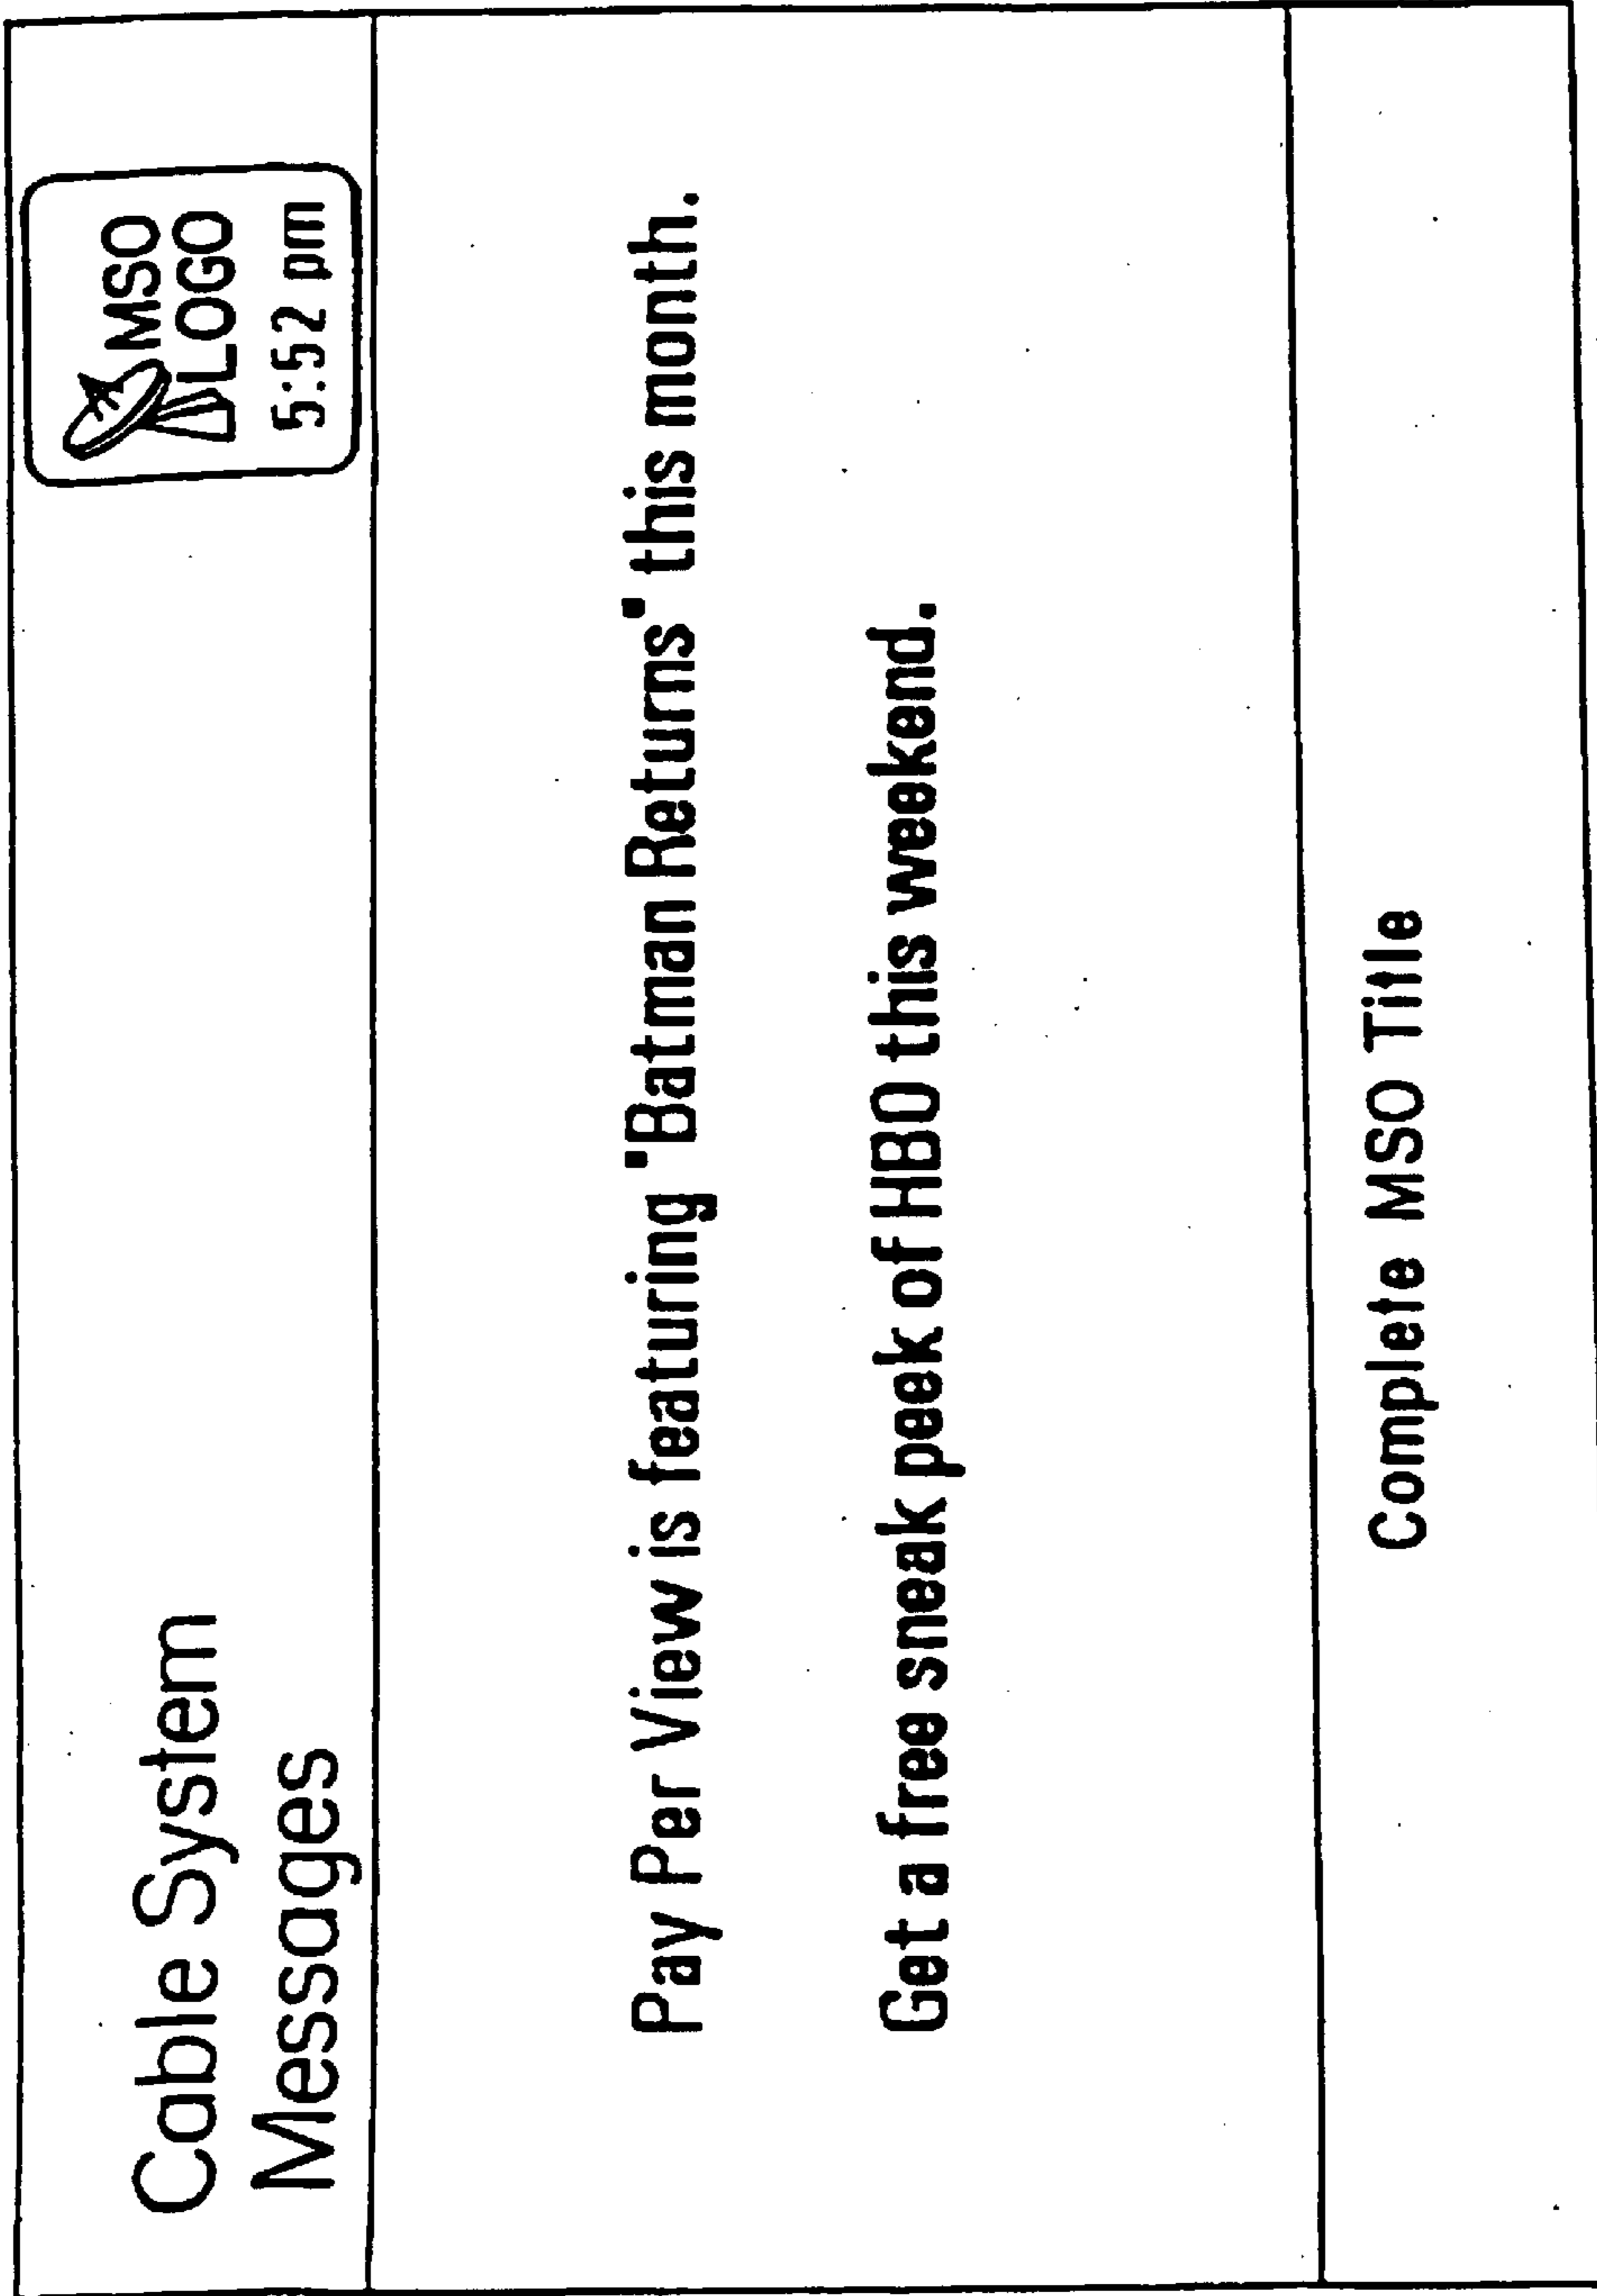 Cable System
Messages
MSO
LOGO
5:52 pm
Pay Per View is featuring "Batman Returns" this month.
Get a free sneak peek of HBO this weekend.
Complete MSO Title